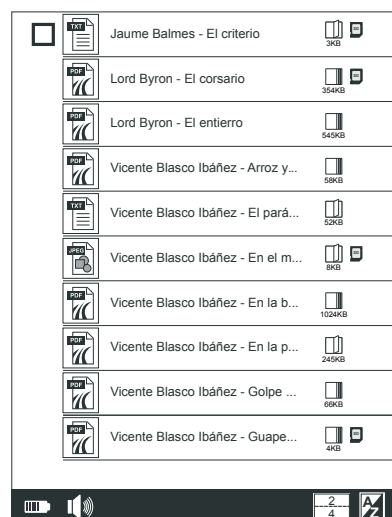 TXT
Jaume Balmes - El criterio
3KB
PDF
Lord Byron - El corsario
354KB
PDF
Lord Byron - El entierro
545KB
PDF
Vicente Blasco Ibáñez - Arroz y...
58KB
TXT
Vicente Blasco Ibáñez - El pará...
52KB
JPEG
Vicente Blasco Ibáñez - En el m...
8KB
PDF
Vicente Blasco Ibáñez - En la b...
1024KB
PDF
Vicente Blasco Ibáñez - En la p...
245KB
PDF
Vicente Blasco Ibáñez - Golpe ...
66KB
PDF
Vicente Blasco Ibáñez - Guape...
4KB
2
4
A
Z